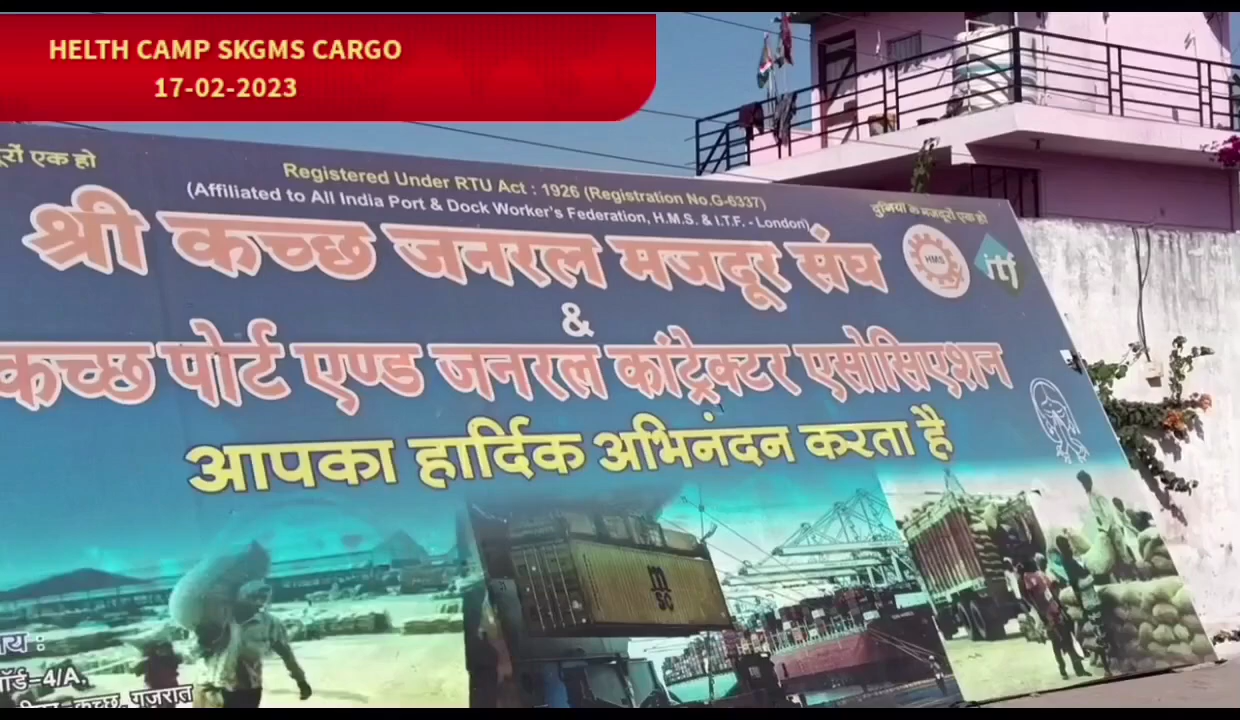 HELTH CAMP SKGMS CARGO
17-02-2023
एक हो
Registered Under RTU Act : 1926 (Registration No.G-6337)
(Affiliated to All India Port & Dock Worker's Federation, H.M.S. & I.T.F. - London)
दुनिया के मजदूरों एक हो
श्री कच्छ जनरल मजदूर संघ
HMS
itf
&
कच्छ पोर्ट एण्ड जनरल कांट्रेक्टर एसोसिएशन
आपका हार्दिक अभिनंदन करता है
msc
वॉर्ड-4/A.
कच्छ, गुजरात